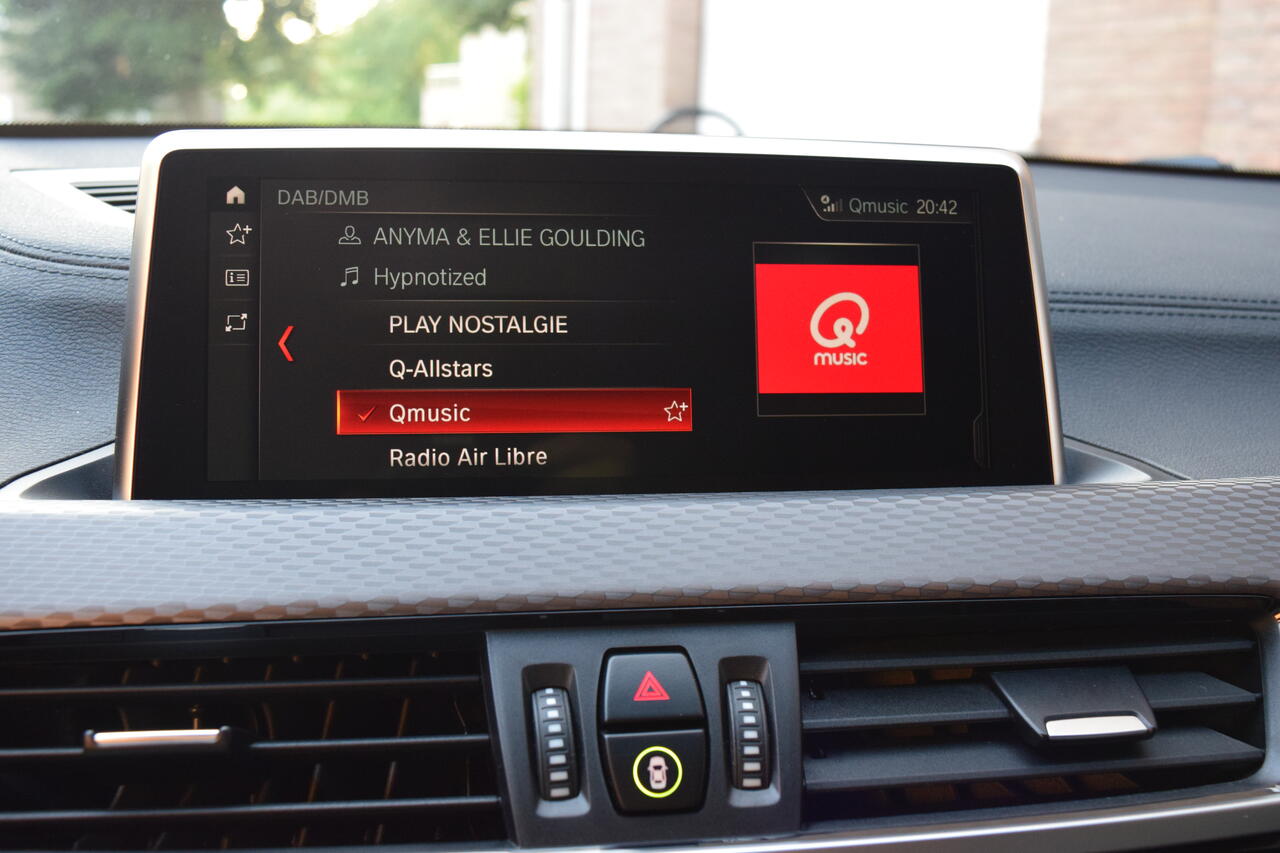 DAB/DMB
Qmusic 20:42
ANYMA & ELLIE GOULDING
Hypnotized
PLAY NOSTALGIE
Q-Allstars
Qmusic
Radio Air Libre
Q
MUSIC